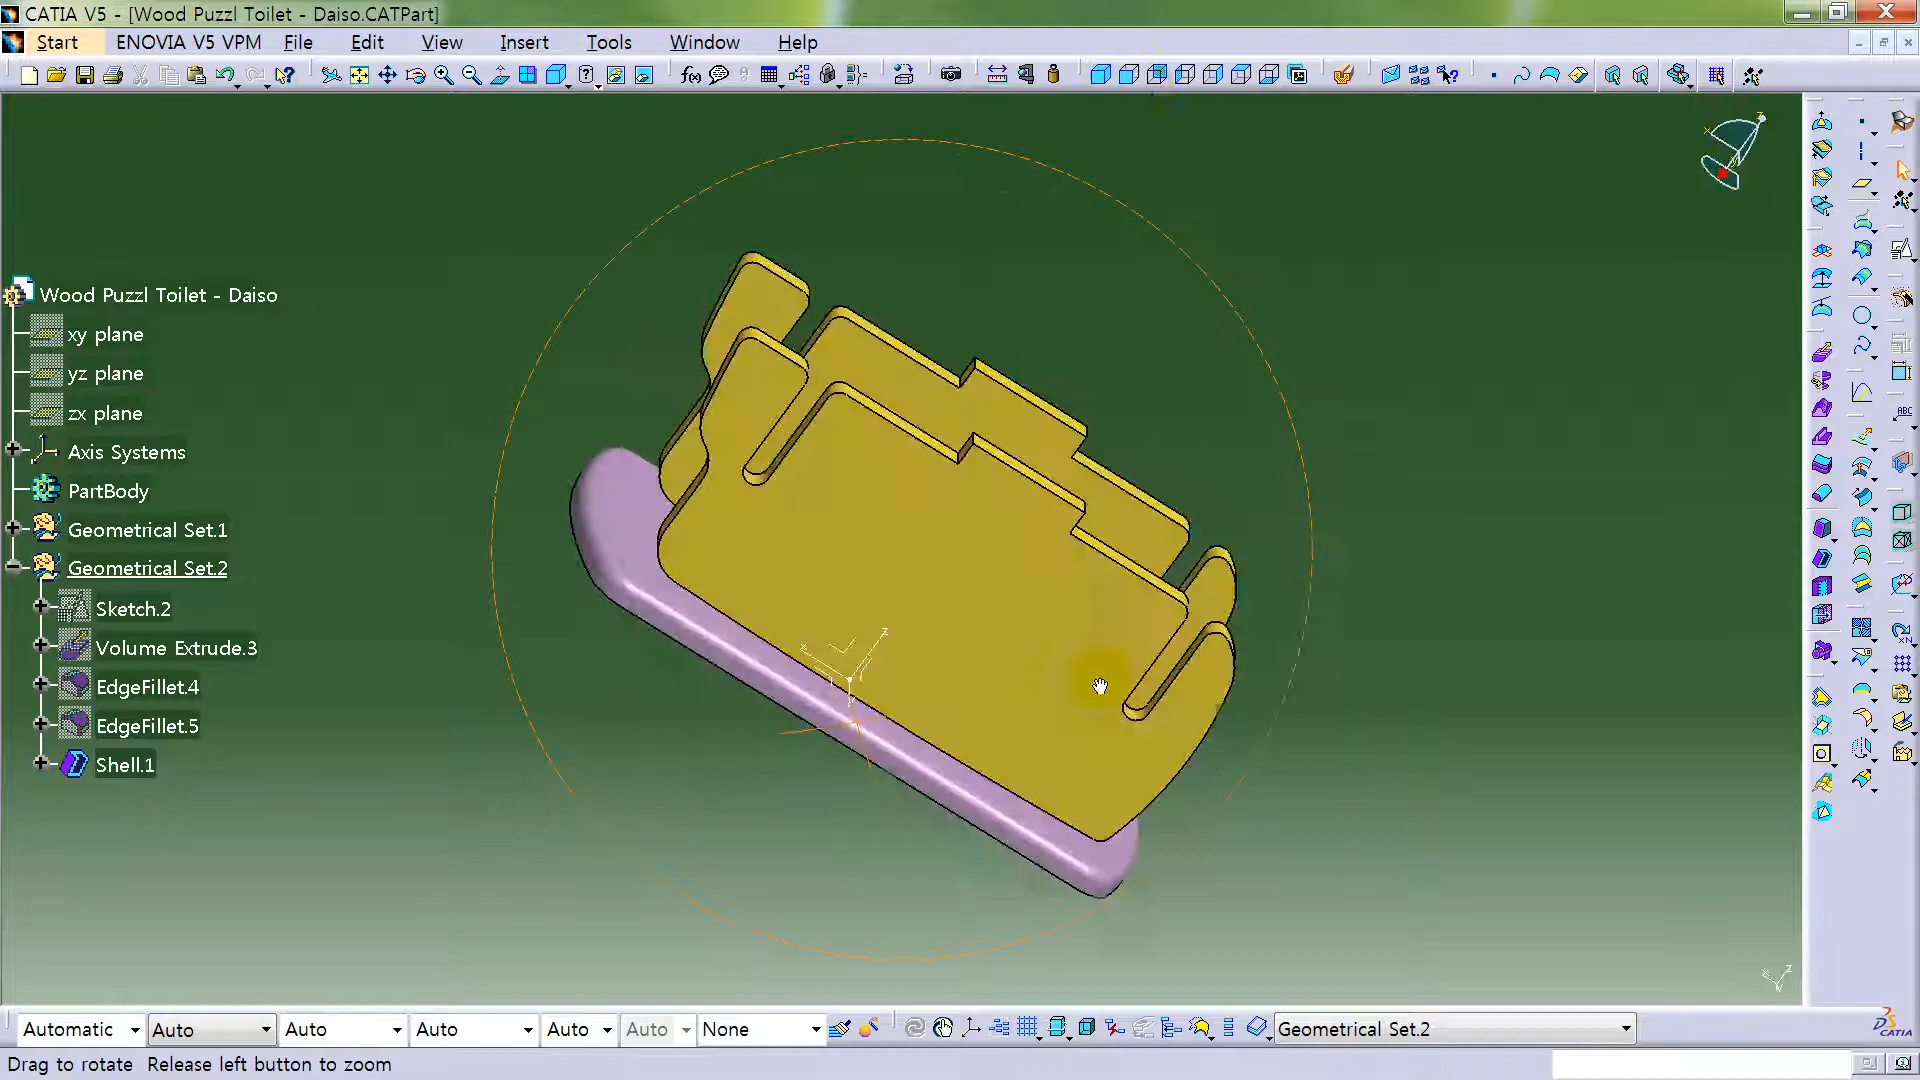 CATIA V5 - [Wood Puzzl Toilet - Daiso.CATPart]
Start ENOVIA V5 VPM File Edit View Insert Tools Window Help
Wood Puzzl Toilet - Daiso
xy plane
yz plane
zx plane
Axis Systems
PartBody
Geometrical Set.1
Geometrical Set.2
Sketch.2
Volume Extrude.3
EdgeFillet.4
EdgeFillet.5
Shell.1
Automatic Auto Auto Auto Auto Auto None Geometrical Set.2
Drag to rotate Release left button to zoom